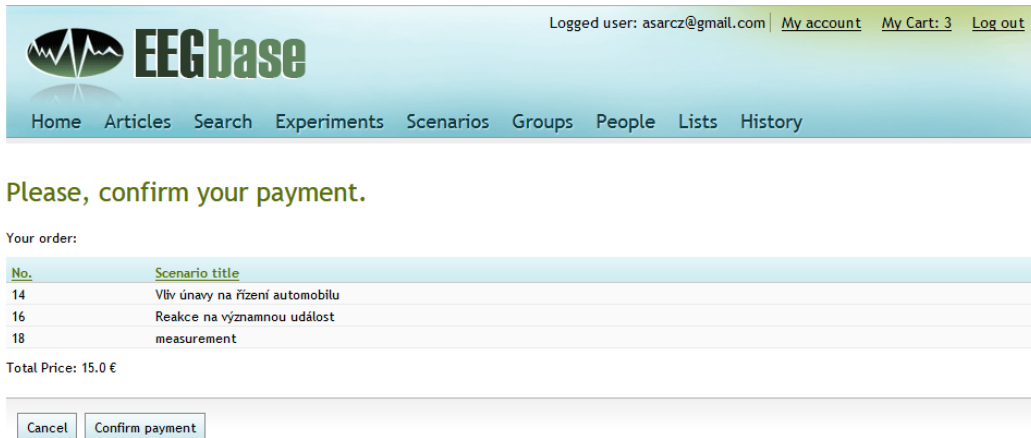 Logged user: asarcz@gmail.com My account My Cart: 3 Log out
EEGbase
Home Articles Search Experiments Scenarios Groups People Lists History
Please, confirm your payment.
Your order:
No. Scenario title
14 Vliv únavy na řízení automobilu
16 Reakce na významnou událost
18 measurement
Total Price: 15.0 €
Cancel Confirm payment